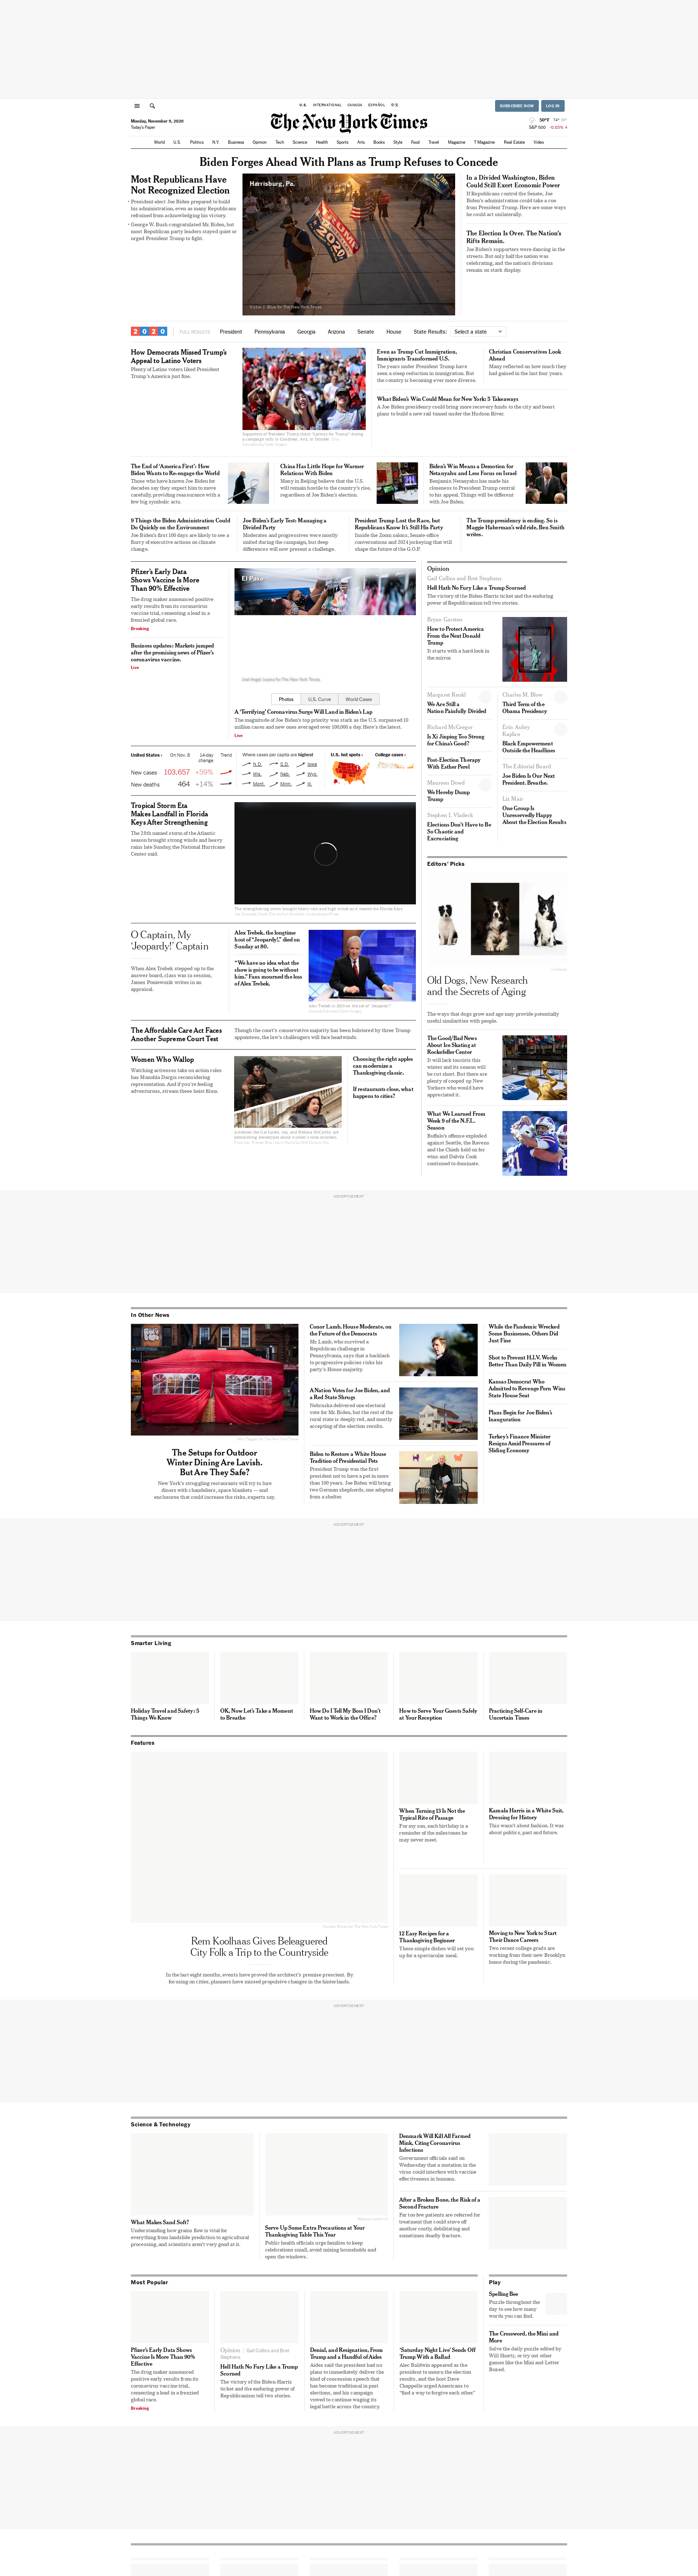 U.S. INTERNATIONAL CANADA ESPAÑOL 中文
SUBSCRIBE NOW LOG IN
Monday, November 9, 2020
Today's Paper
The New York Times
50°F 74° 59°
S&P 500 -0.05%
World U.S. Politics N.Y. Business Opinion Tech Science Health Sports Arts Books Style Food Travel Magazine T Magazine Real Estate Video
Biden Forges Ahead With Plans as Trump Refuses to Concede
Most Republicans Have
Not Recognized Election
· President-elect Joe Biden prepared to build
his administration, even as many Republicans
refrained from acknowledging his victory.
· George W. Bush congratulated Mr. Biden, but
most Republican party leaders stayed quiet or
urged President Trump to fight.
Harrisburg, Pa.
Victor J. Blue for The New York Times
In a Divided Washington, Biden
Could Still Exert Economic Power
If Republicans control the Senate, Joe
Biden's administration could take a cue
from President Trump. Here are some ways
he could act unilaterally.
The Election Is Over. The Nation's
Rifts Remain.
Joe Biden's supporters were dancing in the
streets. But only half the nation was
celebrating, and the nation's divisions
remain on stark display.
2020 FULL RESULTS President Pennsylvania Georgia Arizona Senate House State Results: Select a state
How Democrats Missed Trump's
Appeal to Latino Voters
Plenty of Latino voters liked President
Trump's America just fine.
Supporters of President Trump chant "Latinos for Trump" during
a campaign rally in Goodyear, Ariz. in October.
Even as Trump Cut Immigration,
Immigrants Transformed U.S.
The years under President Trump have
seen a steep reduction in immigration. But
the country is becoming ever more diverse.
Christian Conservatives Look
Ahead
Many reflected on how much they
had gained in the last four years.
What Biden's Win Could Mean for New York: 5 Takeaways
A Joe Biden presidency could bring more recovery funds to the city and boost
plans to build a new rail tunnel under the Hudson River.
The End of 'America First': How
Biden Wants to Re-engage the World
Those who have known Joe Biden for
decades say they expect him to move
carefully, providing reassurance with a
few big symbolic acts.
China Has Little Hope for Warmer
Relations With Biden
Many in Beijing believe that the U.S.
will remain hostile to the country's rise,
regardless of Joe Biden's election.
Biden's Win Means a Demotion for
Netanyahu and Less Focus on Israel
Benjamin Netanyahu has made his
closeness to President Trump central
to his appeal. Things will be different
with Joe Biden.
9 Things the Biden Administration Could
Do Quickly on the Environment
Joe Biden's first 100 days are likely to see a
flurry of executive actions on climate
change.
Joe Biden's Early Test: Managing a
Divided Party
Moderates and progressives were mostly
united during the campaign, but deep
differences will now present a challenge.
President Trump Lost the Race, but
Republicans Know It's Still His Party
Inside the Zoom salons, Senate-office
conversations and 2024 jockeying that will
shape the future of the G.O.P.
The Trump presidency is ending. So is
Maggie Haberman's wild ride, Ben Smith
writes.
Pfizer's Early Data
Shows Vaccine Is More
Than 90% Effective
The drug maker announced positive
early results from its coronavirus
vaccine trial, cementing a lead in a
frenzied global race.
Breaking
Business updates: Markets jumped
after the promising news of Pfizer's
coronavirus vaccine.
Live
El Paso
Joel Angel Juarez for The New York Times
Photos U.S. Curve World Cases
A 'Terrifying' Coronavirus Surge Will Land in Biden's Lap
The magnitude of Joe Biden's top priority was stark as the U.S. surpassed 10
million cases and new ones averaged over 100,000 a day. Here's the latest.
Live
United States › On Nov. 8 14-day change Trend
New cases 103,657 +59%
New deaths 464 +14%
Where cases per capita are highest
N.D. S.D. Iowa
Wis. Neb. Wyo.
Mont. Minn. Ill.
U.S. hot spots ›
College cases ›
Tropical Storm Eta
Makes Landfall in Florida
Keys After Strengthening
The 28th named storm of the Atlantic
season brought strong winds and heavy
rains late Sunday, the National Hurricane
Center said.
The strengthening storm brought heavy rain and high winds as it neared the Florida Keys.
O Captain, My
'Jeopardy!' Captain
When Alex Trebek stepped up to the
answer board, class was in session,
James Poniewozik writes in an
appraisal.
Alex Trebek, the longtime
host of "Jeopardy!," died on
Sunday at 80.
"We have no idea what the
show is going to be without
him." Fans mourned the loss
of Alex Trebek.
The Affordable Care Act Faces
Another Supreme Court Test
Though the court's conservative majority has been bolstered by three Trump
appointees, the law's challengers will face headwinds.
Women Who Wallop
Watching actresses take on action roles
has Manohla Dargis reconsidering
representation. And if you're feeling
adventurous, stream these heist films.
Choosing the right apples
can modernize a
Thanksgiving classic.
If restaurants close, what
happens to cities?
Opinion
Gail Collins and Bret Stephens
Hell Hath No Fury Like a Trump Scorned
The victory of the Biden-Harris ticket and the enduring
power of Republicanism tell two stories.
Bryan Garsten
How to Protect America
From the Next Donald
Trump
It starts with a hard look in
the mirror.
Margaret Renkl
We Are Still a
Nation Painfully Divided
Charles M. Blow
Third Term of the
Obama Presidency
Richard McGregor
Is Xi Jinping Too Strong
for China's Good?
Erin Aubry
Kaplan
Black Empowerment
Outside the Headlines
Post-Election Therapy
With Esther Perel
The Editorial Board
Joe Biden Is Our Next
President. Breathe.
Maureen Dowd
We Hereby Dump
Trump
Liz Mair
One Group Is
Unreservedly Happy
About the Election Results
Stephen I. Vladeck
Elections Don't Have to Be
So Chaotic and
Excruciating
Editors' Picks
Old Dogs, New Research
and the Secrets of Aging
The ways that dogs grow and age may provide potentially
useful similarities with people.
The Good/Bad News
About Ice Skating at
Rockefeller Center
It will lack tourists this
winter and its season will
be cut short. But there are
plenty of cooped-up New
Yorkers who would have
appreciated it.
What We Learned From
Week 9 of the N.F.L.
Season
Buffalo's offense exploded
against Seattle, the Ravens
and the Chiefs held on for
wins and Dalvin Cook
continued to dominate.
ADVERTISEMENT
In Other News
The Setups for Outdoor
Winter Dining Are Lavish.
But Are They Safe?
New York's struggling restaurants will try to lure
diners with chandeliers, space blankets — and
enclosures that could increase the risks, experts say.
Conor Lamb, House Moderate, on
the Future of the Democrats
Mr. Lamb, who survived a
Republican challenge in
Pennsylvania, says that a backlash
to progressive policies risks his
party's House majority.
A Nation Votes for Joe Biden, and
a Red State Shrugs
Nebraska delivered one electoral
vote for Mr. Biden, but the rest of the
rural state is deeply red, and mostly
accepting of the election results.
Biden to Restore a White House
Tradition of Presidential Pets
President Trump was the first
president not to have a pet in more
than 100 years. Joe Biden will bring
two German shepherds, one adopted
from a shelter.
While the Pandemic Wrecked
Some Businesses, Others Did
Just Fine
Shot to Prevent H.I.V. Works
Better Than Daily Pill in Women
Kansas Democrat Who
Admitted to Revenge Porn Wins
State House Seat
Plans Begin for Joe Biden's
Inauguration
Turkey's Finance Minister
Resigns Amid Pressures of
Sliding Economy
ADVERTISEMENT
Smarter Living
Holiday Travel and Safety: 5
Things We Know
OK, Now Let's Take a Moment
to Breathe
How Do I Tell My Boss I Don't
Want to Work in the Office?
How to Serve Your Guests Safely
at Your Reception
Practicing Self-Care in
Uncertain Times
Features
Rem Koolhaas Gives Beleaguered
City Folk a Trip to the Countryside
In the last eight months, events have proved the architect's premise prescient. By
focusing on cities, planners have missed propulsive changes in the hinterlands.
When Turning 13 Is Not the
Typical Rite of Passage
For my son, each birthday is a
reminder of the milestones he
may never meet.
Kamala Harris in a White Suit,
Dressing for History
This wasn't about fashion. It was
about politics, past and future.
12 Easy Recipes for a
Thanksgiving Beginner
These simple dishes will set you
up for a spectacular meal.
Moving to New York to Start
Their Dance Careers
Two recent college grads are
working from their new Brooklyn
home during the pandemic.
ADVERTISEMENT
Science & Technology
What Makes Sand Soft?
Understanding how grains flow is vital for
everything from landslide prediction to agricultural
processing, and scientists aren't very good at it.
Serve Up Some Extra Precautions at Your
Thanksgiving Table This Year
Public health officials urge families to keep
celebrations small, avoid mixing households and
open the windows.
Denmark Will Kill All Farmed
Mink, Citing Coronavirus
Infections
Government officials said on
Wednesday that a mutation in the
virus could interfere with vaccine
effectiveness in humans.
After a Broken Bone, the Risk of a
Second Fracture
Far too few patients are referred for
treatment that could stave off
another costly, debilitating and
sometimes deadly fracture.
Most Popular
Pfizer's Early Data Shows
Vaccine Is More Than 90%
Effective
The drug maker announced
positive early results from its
coronavirus vaccine trial,
cementing a lead in a frenzied
global race.
Breaking
Opinion | Gail Collins and Bret
Stephens
Hell Hath No Fury Like a Trump
Scorned
The victory of the Biden-Harris
ticket and the enduring power of
Republicanism tell two stories.
Denial, and Resignation, From
Trump and a Handful of Aides
Aides said the president had no
plans to immediately deliver the
kind of concession speech that
has become traditional in past
elections, and his campaign
vowed to continue waging its
legal battle across the country.
'Saturday Night Live' Sends Off
Trump With a Ballad
Alec Baldwin appeared as the
president to mourn the election
results, and the host Dave
Chappelle urged Americans to
"find a way to forgive each other."
Play
Spelling Bee
Puzzle throughout the
day to see how many
words you can find.
The Crossword, the Mini and
More
Solve the daily puzzle edited by
Will Shortz, or try out other
games like the Mini and Letter
Boxed.
ADVERTISEMENT